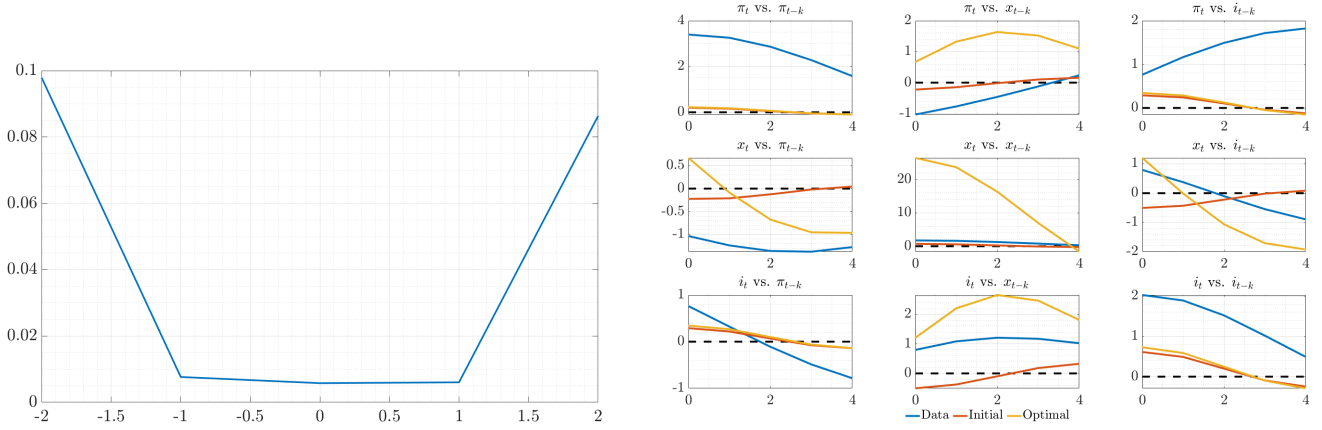 0.1
0.08
0.06
0.04
0.02
0
-2 -1.5 -1 -0.5 0 0.5 1 1.5 2
π_t vs. π_{t−k}
4
2
0
0 2 4
π_t vs. x_{t−k}
2
1
0
-1
0 2 4
π_t vs. i_{t−k}
2
1
0
0 2 4
x_t vs. π_{t−k}
0.5
0
-0.5
-1
0 2 4
x_t vs. x_{t−k}
20
10
0
0 2 4
x_t vs. i_{t−k}
1
0
-1
-2
0 2 4
i_t vs. π_{t−k}
1
0
-1
0 2 4
i_t vs. x_{t−k}
2
1
0
0 2 4
i_t vs. i_{t−k}
2
1
0
0 2 4
Data Initial Optimal